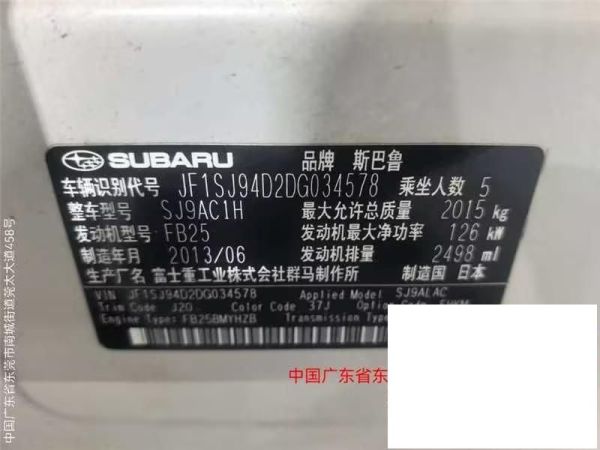 SUBARU 品牌 斯巴鲁
车辆识别代号 JF1SJ94D2DG034578 乘坐人数 5
整车型号 SJ9AC1H 最大允许总质量 2015 kg
发动机型号 FB25 发动机最大净功率 126 kW
制造年月 2013/06 发动机排量 2498 ml
生产厂名 富士重工业株式会社群马制作所 制造国 日本
VIN JF1SJ94D2DG034578 Applied Model SJ9ALAC
Trim Code J20 Color Code 37J Option Code
Engine Type: FB25BMYHZB Transmission Type
中国广东省东
中国广东省东莞市南城街道莞太大道458号